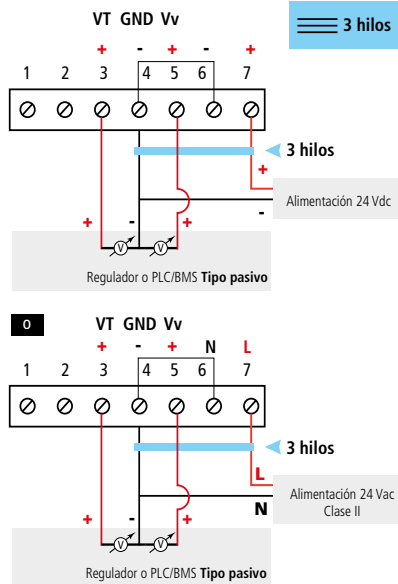 VT GND Vv
3 hilos
+ - + - +
1 2 3 4 5 6 7
3 hilos
+
Alimentación 24 Vdc
-
+ - +
V V
Regulador o PLC/BMS Tipo pasivo
o VT GND Vv
+ - + N L
1 2 3 4 5 6 7
3 hilos
L
Alimentación 24 Vac
N Clase II
+ - +
V V
Regulador o PLC/BMS Tipo pasivo